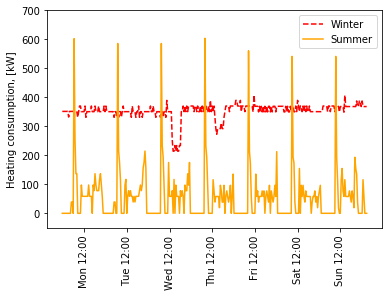 Heating consumption, [kW]
700
600
500
400
300
200
100
0
Winter
Summer
Mon 12:00
Tue 12:00
Wed 12:00
Thu 12:00
Fri 12:00
Sat 12:00
Sun 12:00